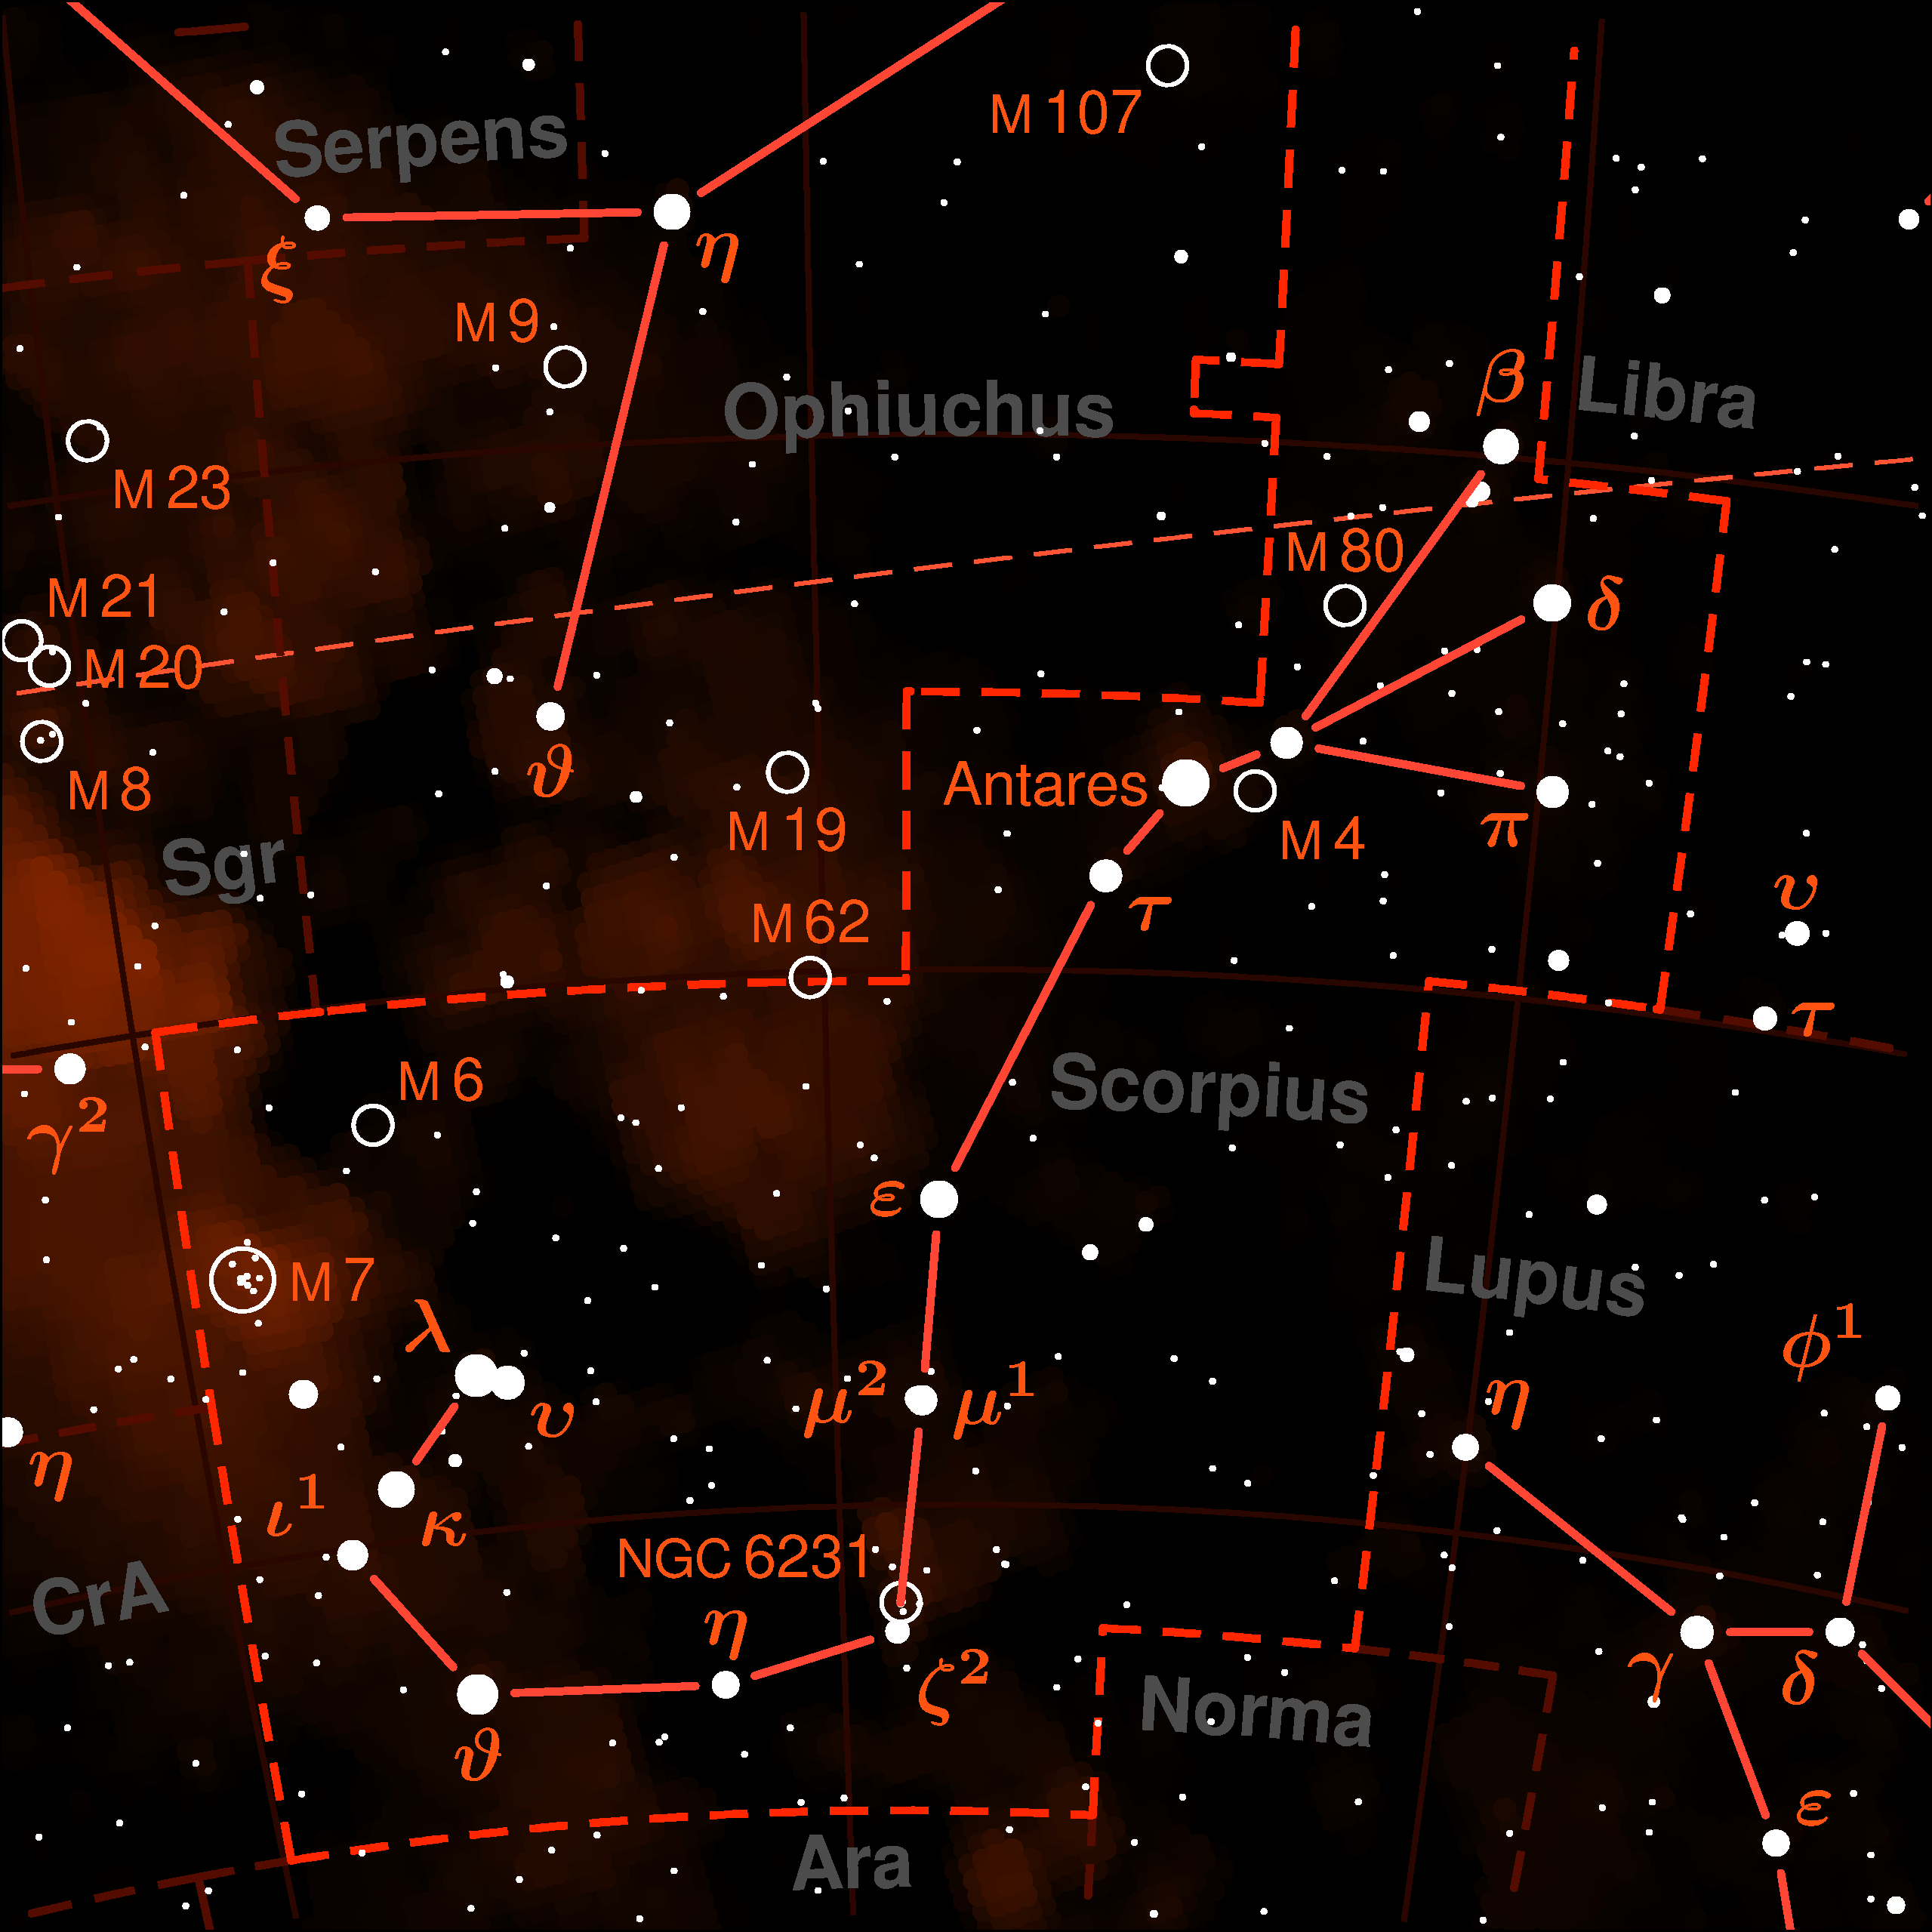 M 107
Serpens
ξ
η
M 9
β
Libra
Ophiuchus
M 23
M 80
M 21
δ
M 20
Antares
ϑ
M 8
M 19
M 4
π
Sgr
υ
τ
M 62
τ
M 6
Scorpius
γ²
ε
M 7
Lupus
λ
ϕ¹
μ² μ¹
υ
η
η
ι¹
κ
NGC 6231
CrA
η
ζ²
γ
δ
Norma
ϑ
ε
Ara